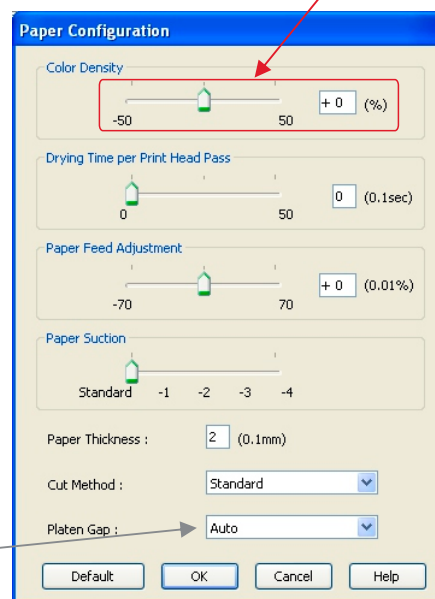 Paper Configuration
Color Density
+ 0 (%)
-50 50
Drying Time per Print Head Pass
0 (0.1sec)
0 50
Paper Feed Adjustment
+ 0 (0.01%)
-70 70
Paper Suction
Standard -1 -2 -3 -4
Paper Thickness : 2 (0.1mm)
Cut Method : Standard
Platen Gap : Auto
Default OK Cancel Help